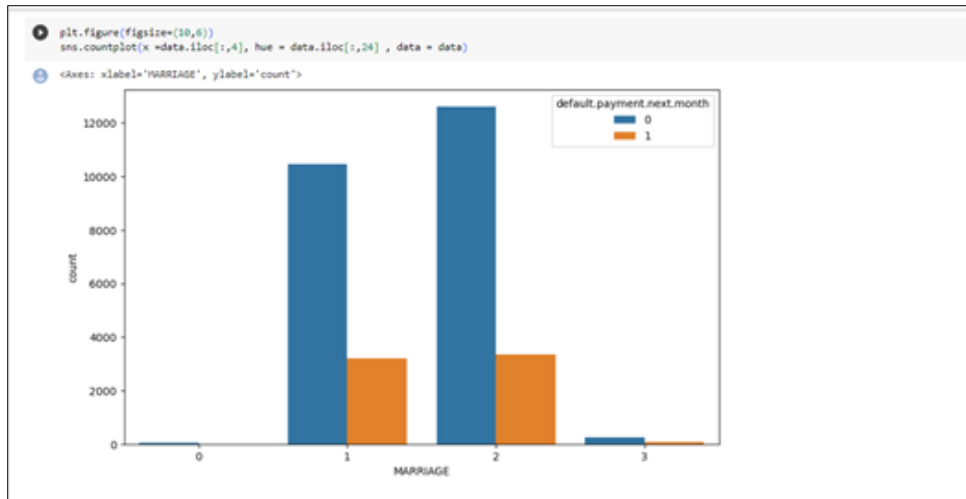 plt.figure(figsize=(10,6))
sns.countplot(x =data.iloc[:,4], hue = data.iloc[:,24] , data = data)
<Axes: xlabel='MARRIAGE', ylabel='count'>
default.payment.next.month
0
1
12000
10000
8000
6000
4000
2000
0
count
0 1 2 3
MARRIAGE